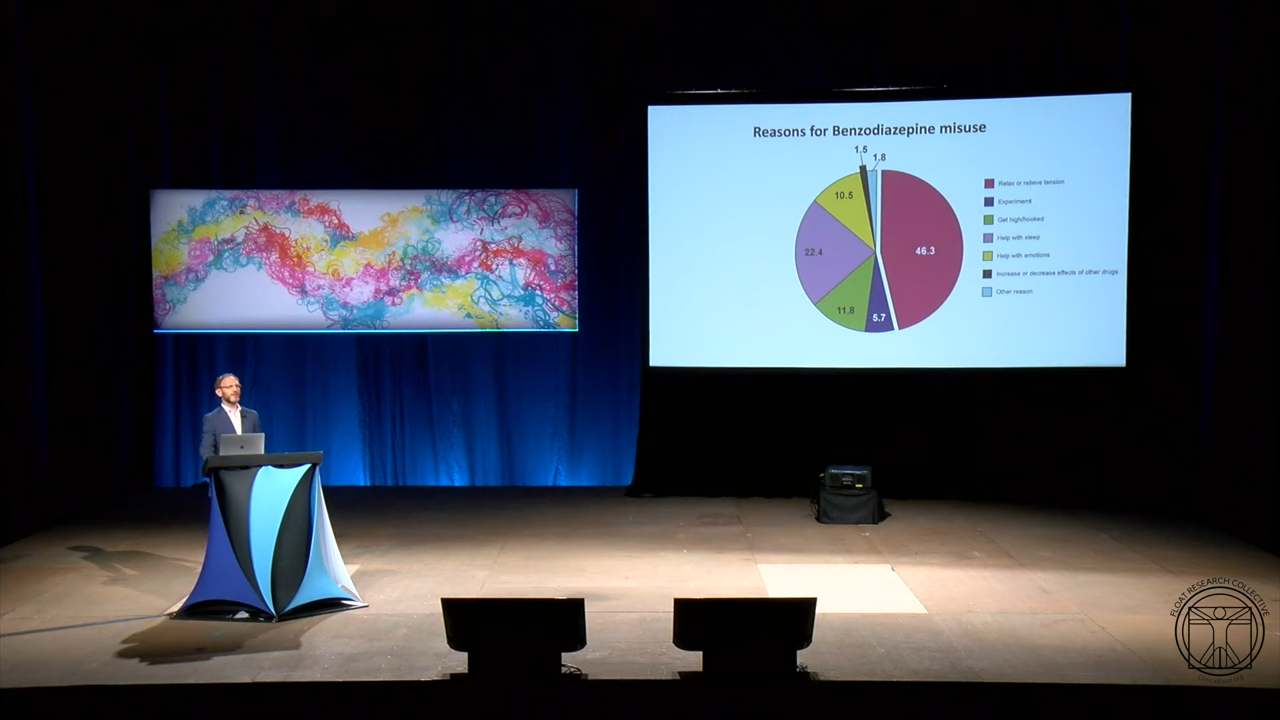 Reasons for Benzodiazepine misuse
1.5
1.8
10.5
46.3
22.4
11.8
5.7
Relax or relieve tension
Experiment
Get high/hooked
Help with sleep
Help with emotions
Increase or decrease effects of other drugs
Other reason
FLOAT RESEARCH COLLECTIVE